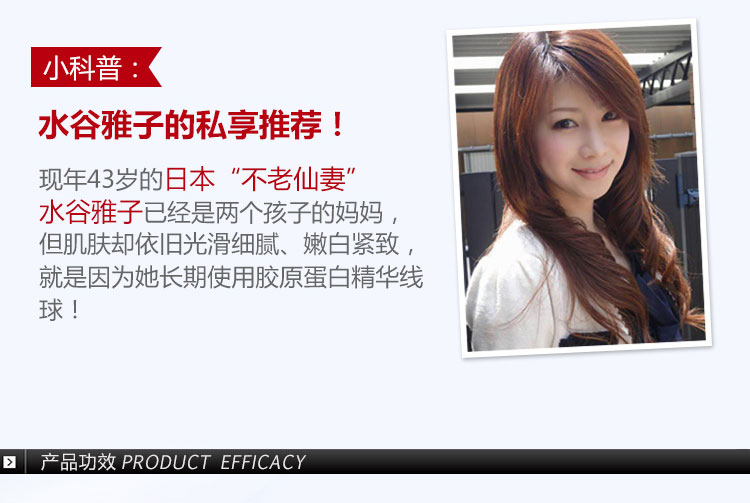 小科普：
水谷雅子的私享推荐！
现年43岁的日本“不老仙妻”
水谷雅子已经是两个孩子的妈妈，
但肌肤却依旧光滑细腻、嫩白紧致，
就是因为她长期使用胶原蛋白精华线
球！
产品功效 PRODUCT EFFICACY